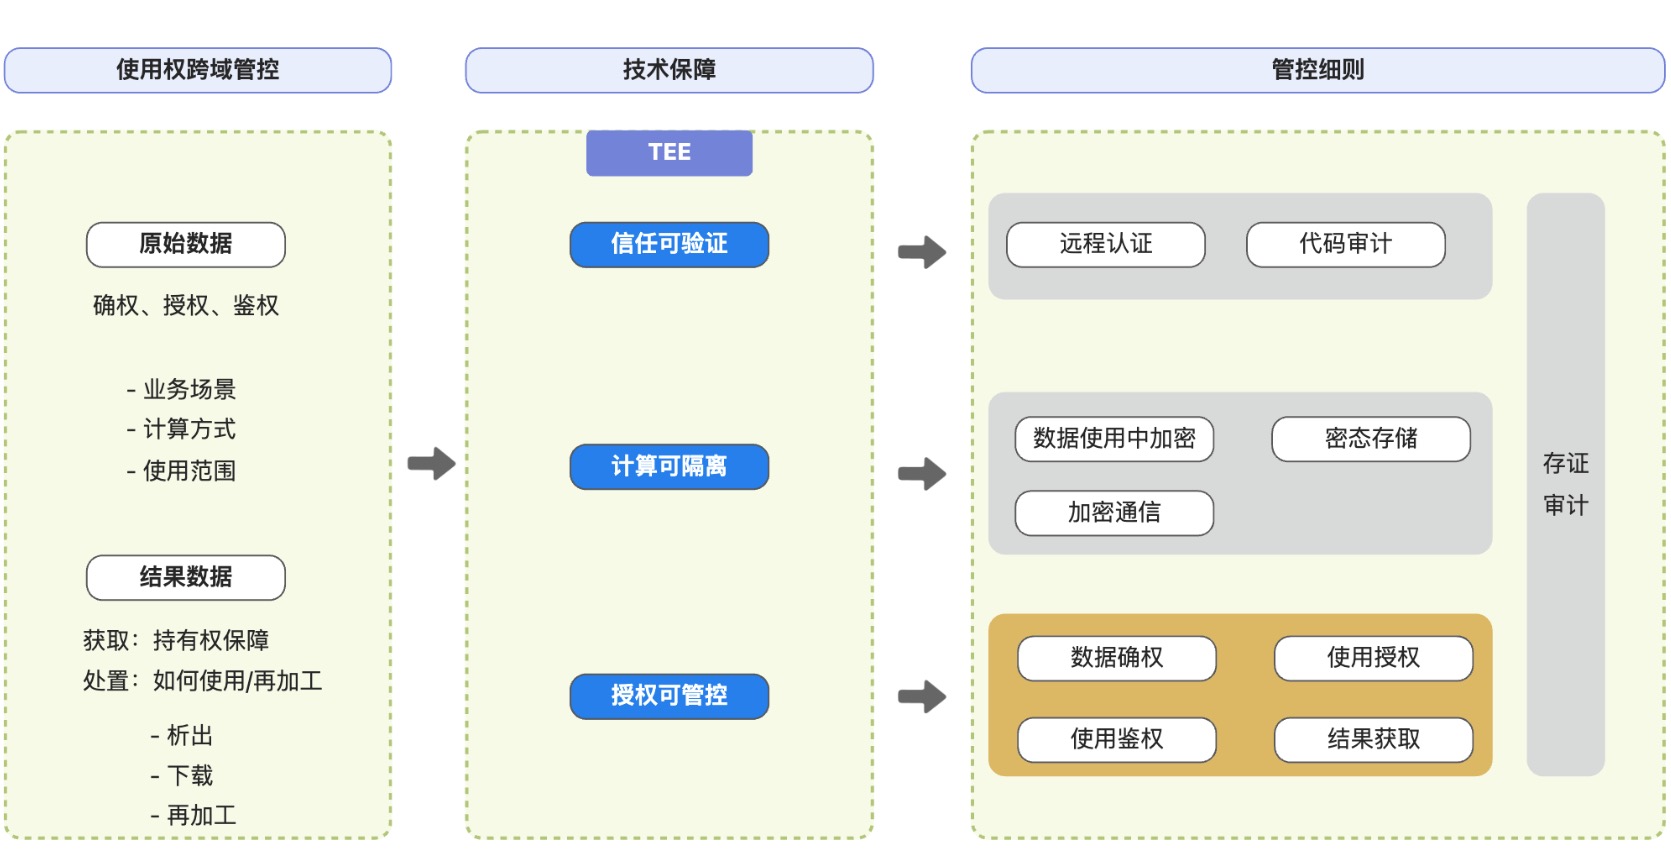 使用权跨域管控
技术保障
管控细则
原始数据
确权、授权、鉴权
- 业务场景
- 计算方式
- 使用范围
结果数据
获取：持有权保障
处置：如何使用/再加工
- 析出
- 下载
- 再加工
TEE
信任可验证
计算可隔离
授权可管控
远程认证
代码审计
数据使用中加密
密态存储
加密通信
数据确权
使用授权
使用鉴权
结果获取
存证
审计